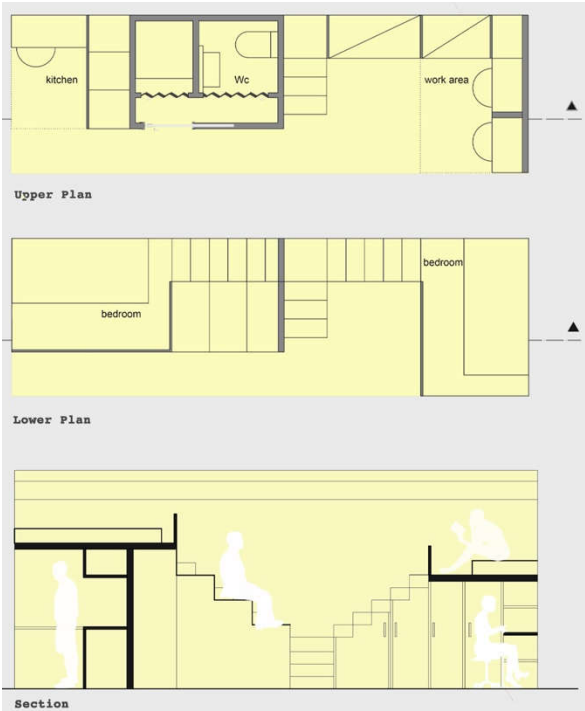 kitchen
Wc
work area
Upper Plan
bedroom
bedroom
Lower Plan
Section